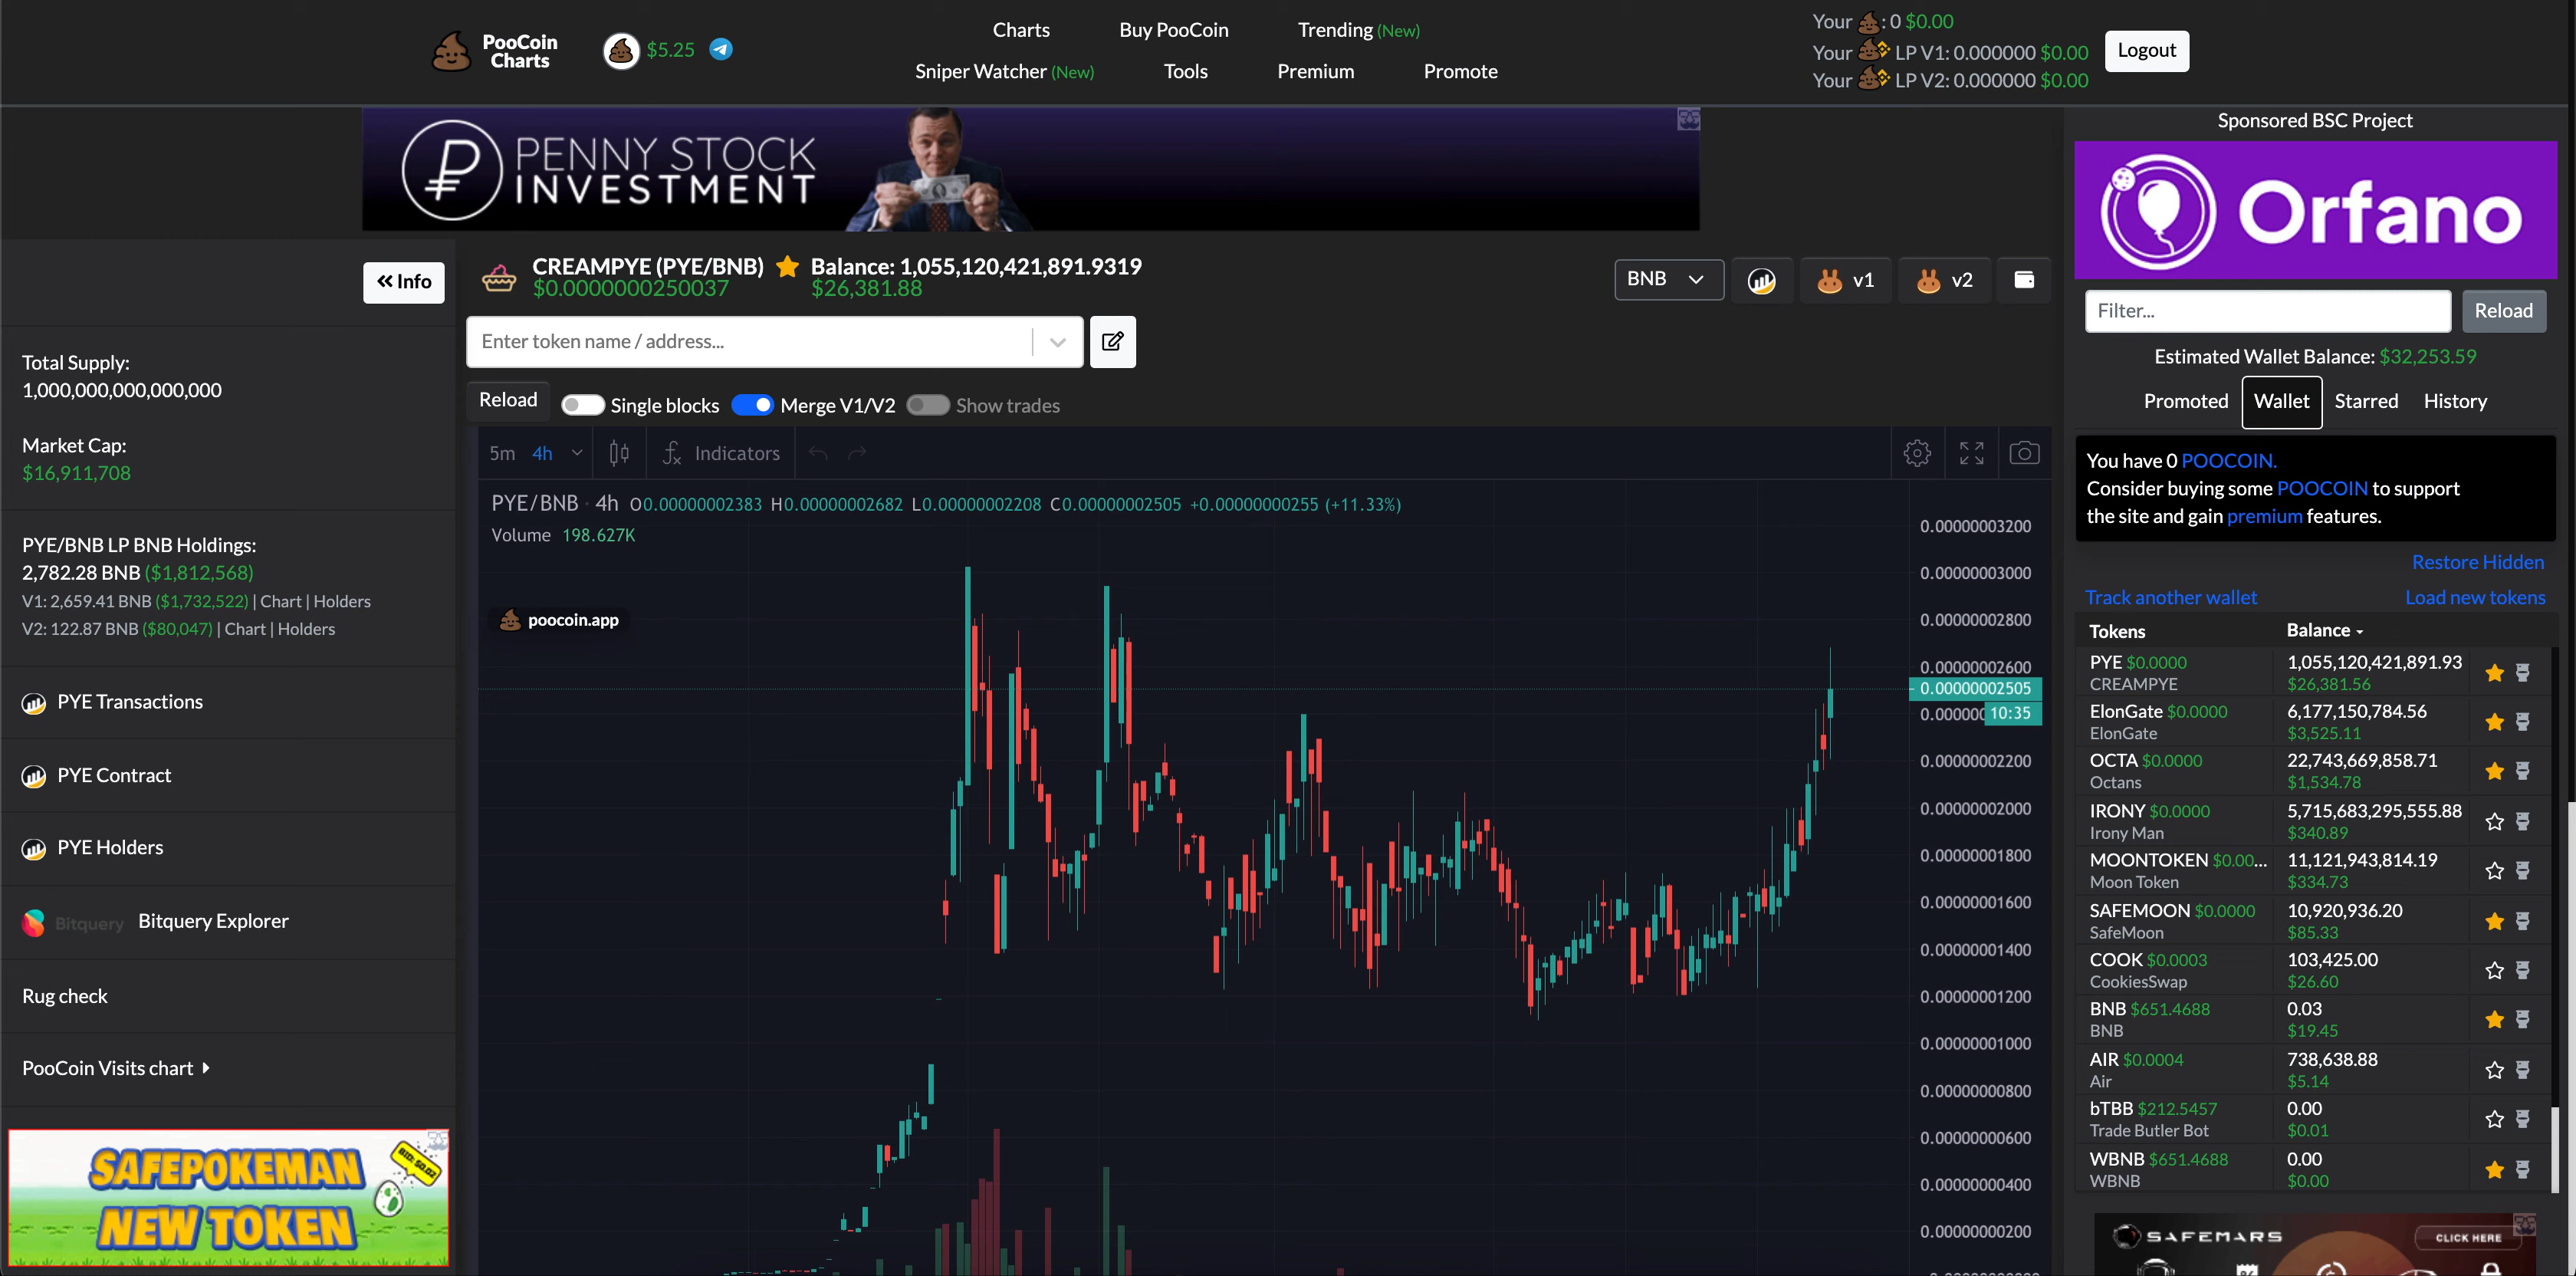 PooCoin
Charts
$5.25
Charts
Buy PooCoin
Trending (New)
Sniper Watcher (New)
Tools
Premium
Promote
Your : 0 $0.00
Your LP V1: 0.000000 $0.00
Your LP V2: 0.000000 $0.00
Logout
PENNY STOCK
INVESTMENT
Sponsored BSC Project
Orfano
« Info
Total Supply:
1,000,000,000,000,000
Market Cap:
$16,911,708
PYE/BNB LP BNB Holdings:
2,782.28 BNB ($1,812,568)
V1: 2,659.41 BNB ($1,732,522) | Chart | Holders
V2: 122.87 BNB ($80,047) | Chart | Holders
PYE Transactions
PYE Contract
PYE Holders
Bitquery Bitquery Explorer
Rug check
PooCoin Visits chart
SAFEPOKEMAN
NEW TOKEN
BID: $0.02
CREAMPYE (PYE/BNB)
$0.0000000250037
Balance: 1,055,120,421,891.9319
$26,381.88
BNB
v1
v2
Enter token name / address...
Reload
Single blocks
Merge V1/V2
Show trades
5m 4h
Indicators
PYE/BNB · 4h O0.00000002383 H0.00000002682 L0.00000002208 C0.00000002505 +0.00000000255 (+11.33%)
Volume 198.627K
poocoin.app
0.00000003200
0.00000003000
0.00000002800
0.00000002600
0.00000002505
0.00000
10:35
0.00000002200
0.00000002000
0.00000001800
0.00000001600
0.00000001400
0.00000001200
0.00000001000
0.00000000800
0.00000000600
0.00000000400
0.00000000200
Filter...
Reload
Estimated Wallet Balance: $32,253.59
Promoted
Wallet
Starred
History
You have 0 POOCOIN.
Consider buying some POOCOIN to support
the site and gain premium features.
Restore Hidden
Track another wallet
Load new tokens
Tokens
Balance
PYE $0.0000
1,055,120,421,891.93
CREAMPYE
$26,381.56
ElonGate $0.0000
6,177,150,784.56
ElonGate
$3,525.11
OCTA $0.0000
22,743,669,858.71
Octans
$1,534.78
IRONY $0.0000
5,715,683,295,555.88
Irony Man
$340.89
MOONTOKEN $0.00...
11,121,943,814.19
Moon Token
$334.73
SAFEMOON $0.0000
10,920,936.20
SafeMoon
$85.33
COOK $0.0003
103,425.00
CookiesSwap
$26.60
BNB $651.4688
0.03
BNB
$19.45
AIR $0.0004
738,638.88
Air
$5.14
bTBB $212.5457
0.00
Trade Butler Bot
$0.01
WBNB $651.4688
0.00
WBNB
$0.00
SAFEMARS
CLICK HERE